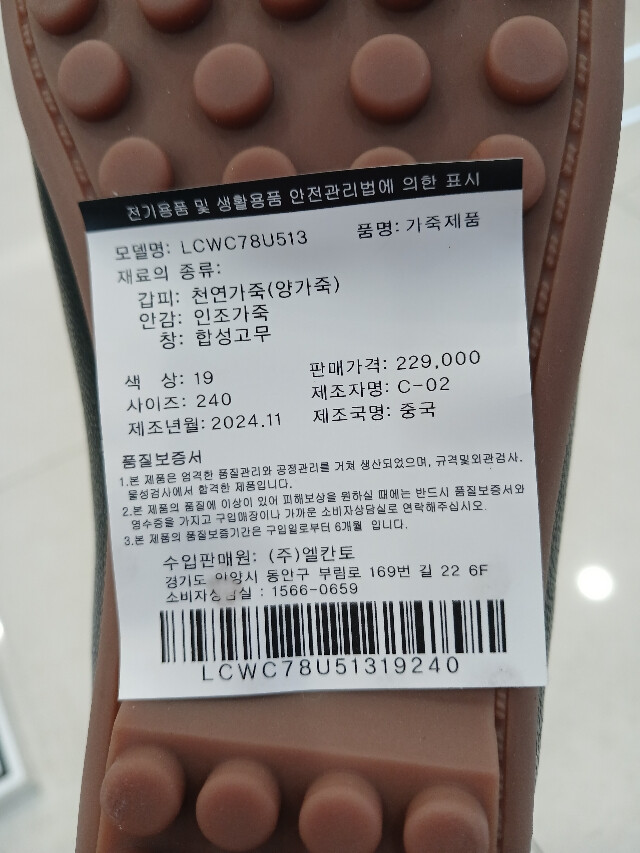 전기용품 및 생활용품 안전관리법에 의한 표시
모델명: LCWC78U513 품명: 가죽제품
재료의 종류:
갑피: 천연가죽(양가죽)
안감: 인조가죽
창: 합성고무
색 상: 19 판매가격: 229,000
사이즈: 240 제조자명: C-02
제조년월: 2024.11 제조국명: 중국
품질보증서
1.본 제품은 엄격한 품질관리와 공정관리를 거쳐 생산되었으며, 규격및외관검사.
물성검사에서 합격한 제품입니다.
2.본 제품의 품질에 이상이 있어 피해보상을 원하실 때에는 반드시 품질보증서와
영수증을 가지고 구입매장이나 가까운 소비자상담실로 연락해주십시오.
3.본 제품의 품질보증기간은 구입일로부터 6개월 입니다.
수입판매원: (주)엘칸토
경기도 안양시 동안구 부림로 169번 길 22 6F
소비자상담실 : 1566-0659
LCWC78U51319240